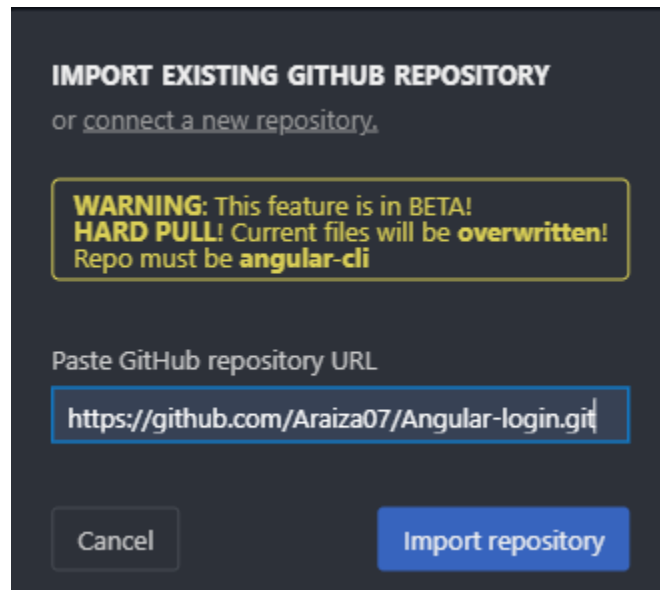 IMPORT EXISTING GITHUB REPOSITORY
or connect a new repository.
WARNING: This feature is in BETA!
HARD PULL! Current files will be overwritten!
Repo must be angular-cli
Paste GitHub repository URL
https://github.com/Araiza07/Angular-login.git
Cancel
Import repository